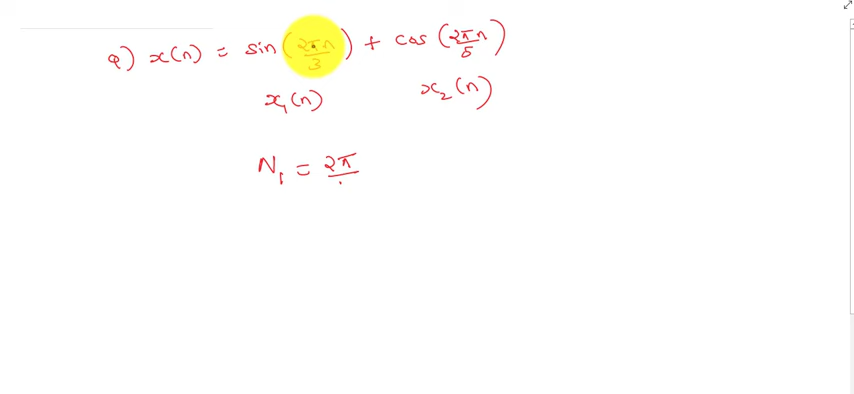 Q) x(n) = sin (2πn/3) + cos (2πn/5)
x₁(n) x₂(n)
N₁ = 2π